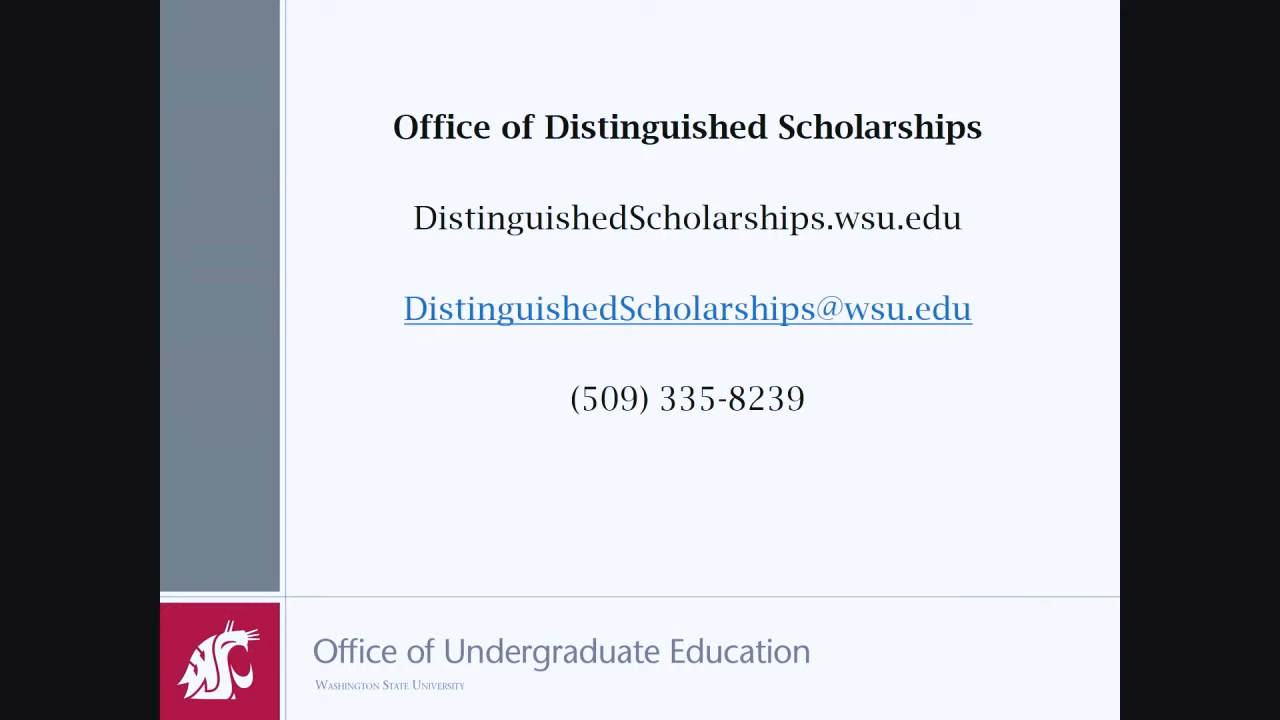 Office of Distinguished Scholarships
DistinguishedScholarships.wsu.edu
DistinguishedScholarships@wsu.edu
(509) 335-8239
Office of Undergraduate Education
Washington State University